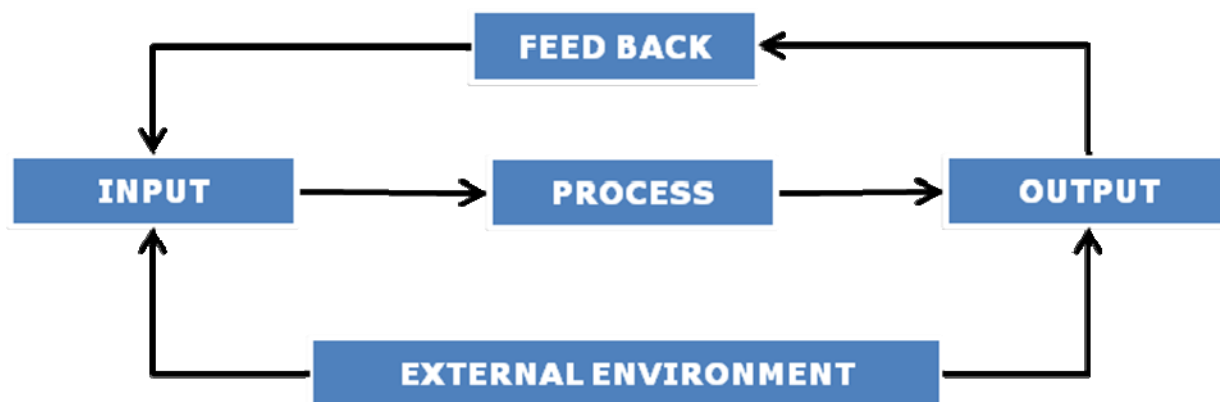 FEED BACK
INPUT
PROCESS
OUTPUT
EXTERNAL ENVIRONMENT